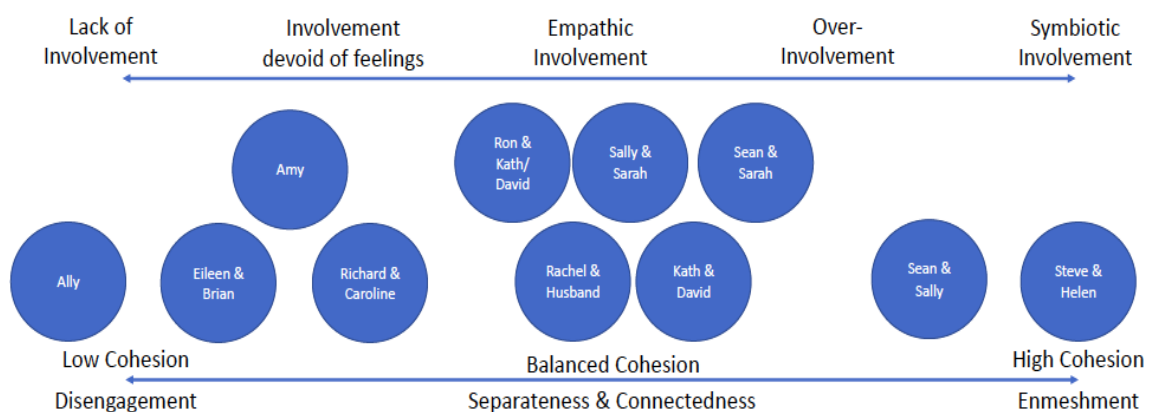 Lack of
Involvement
Involvement
devoid of feelings
Empathic
Involvement
Over-
Involvement
Symbiotic
Involvement
Amy
Ron &
Kath/
David
Sally &
Sarah
Sean &
Sarah
Ally
Eileen &
Brian
Richard &
Caroline
Rachel &
Husband
Kath &
David
Sean &
Sally
Steve &
Helen
Low Cohesion
Balanced Cohesion
High Cohesion
Disengagement
Separateness & Connectedness
Enmeshment